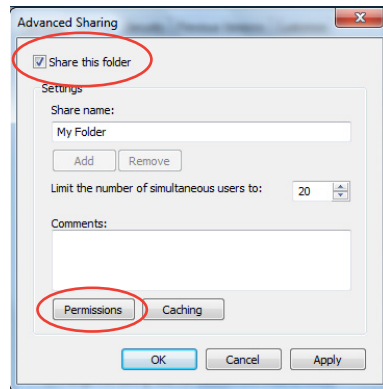 Advanced Sharing
Share this folder
Settings
Share name:
My Folder
Add Remove
Limit the number of simultaneous users to: 20
Comments:
Permissions Caching
OK Cancel Apply